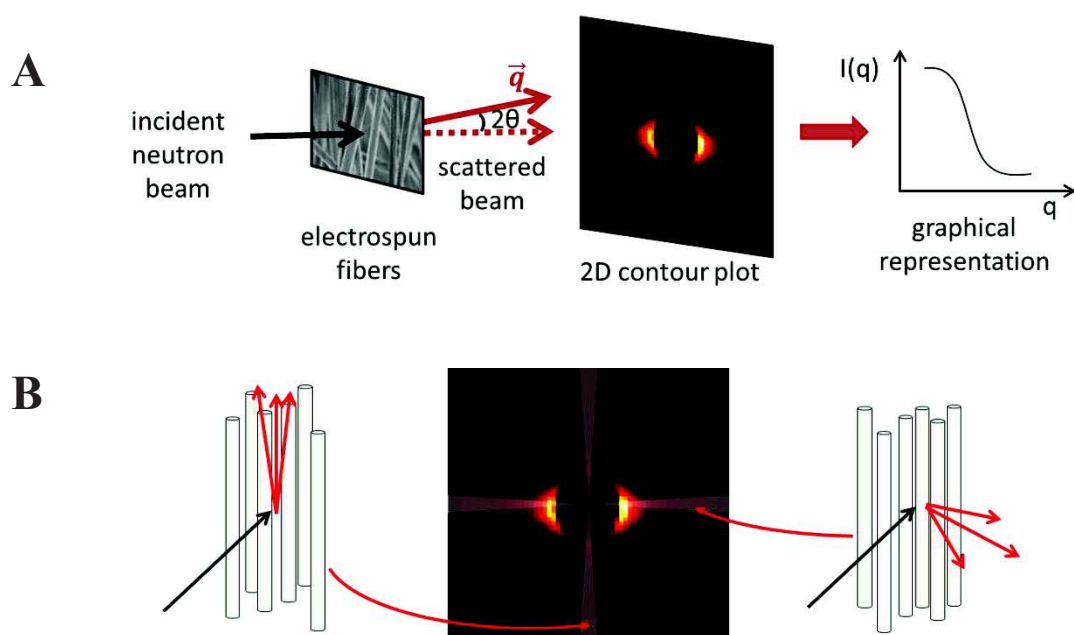 A
incident
neutron
beam
electrospun
fibers
q
2θ
scattered
beam
2D contour plot
I(q)
q
graphical
representation
B